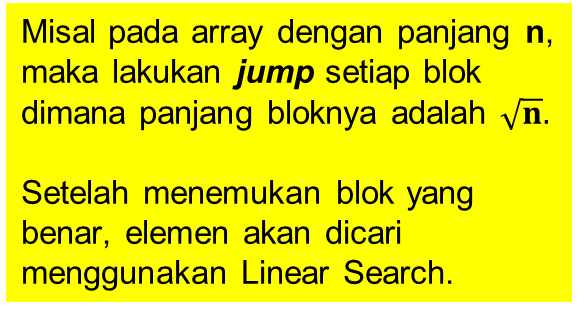 Misal pada array dengan panjang n,
maka lakukan jump setiap blok
dimana panjang bloknya adalah √n.
Setelah menemukan blok yang
benar, elemen akan dicari
menggunakan Linear Search.